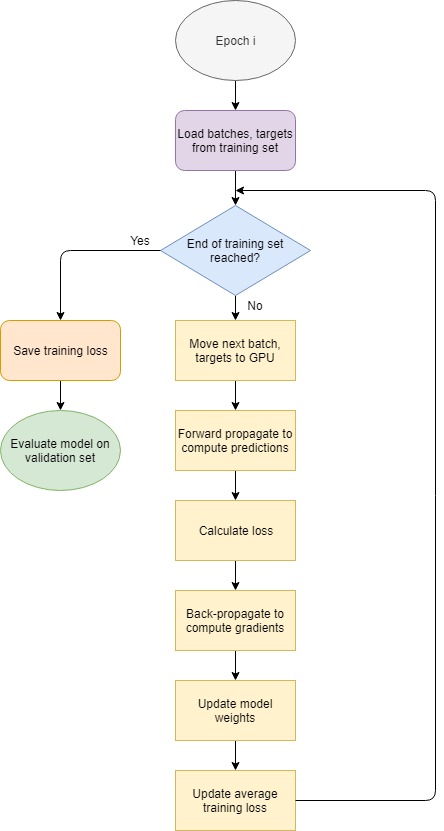 Epoch i
Load batches, targets
from training set
End of training set
reached?
Yes
No
Save training loss
Move next batch,
targets to GPU
Evaluate model on
validation set
Forward propagate to
compute predictions
Calculate loss
Back-propagate to
compute gradients
Update model
weights
Update average
training loss